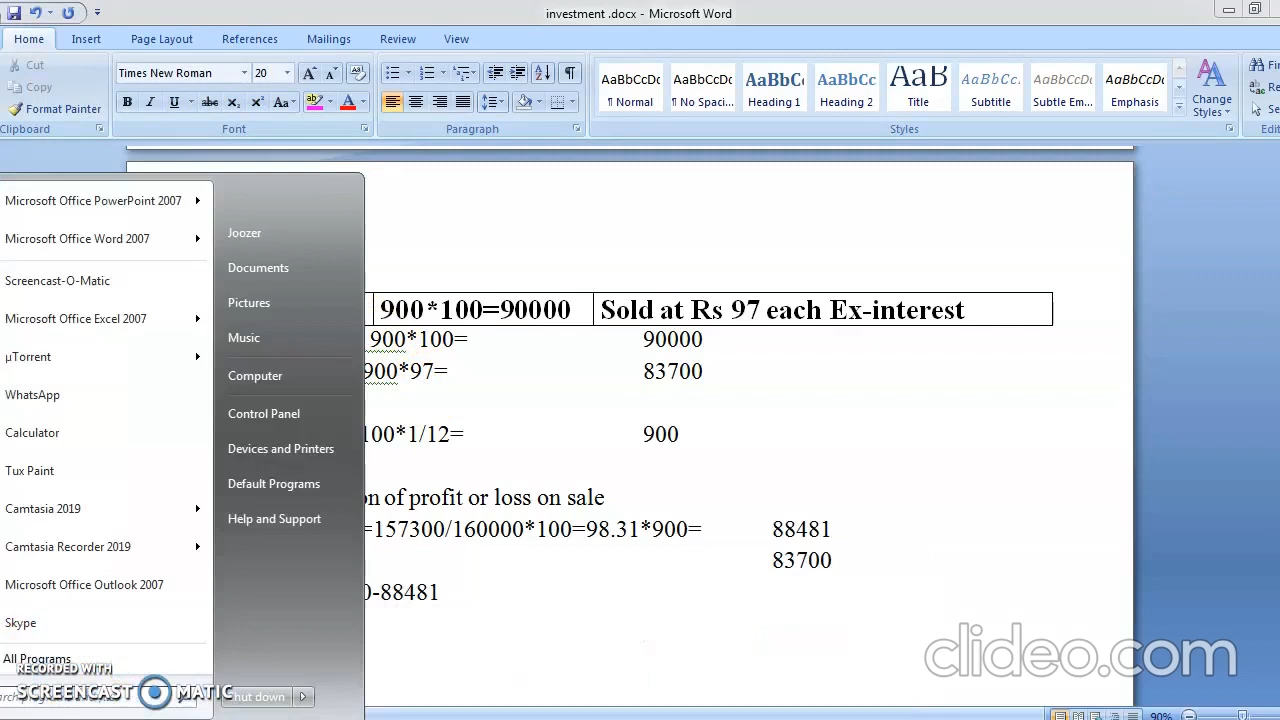 investment .docx - Microsoft Word
Home Insert Page Layout References Mailings Review View
Cut
Copy
Format Painter
Clipboard
Times New Roman 20
Font
Paragraph
AaBbCcDc AaBbCcDc AaBbCc AaBbCc AaB AaBbCc. AaBbCcDc AaBbCcDc
¶ Normal ¶ No Spaci... Heading 1 Heading 2 Title Subtitle Subtle Em... Emphasis
Change Styles
Styles
Microsoft Office PowerPoint 2007
Microsoft Office Word 2007
Screencast-O-Matic
Microsoft Office Excel 2007
µTorrent
WhatsApp
Calculator
Tux Paint
Camtasia 2019
Camtasia Recorder 2019
Microsoft Office Outlook 2007
Skype
All Programs
Joozer
Documents
Pictures
Music
Computer
Control Panel
Devices and Printers
Default Programs
Help and Support
900*100=90000 Sold at Rs 97 each Ex-interest
900*100= 90000
900*97= 83700
100*1/12= 900
on of profit or loss on sale
=157300/160000*100=98.31*900= 88481
83700
0-88481
RECORDED WITH
SCREENCAST MATIC
hut down
clideo.com
90%